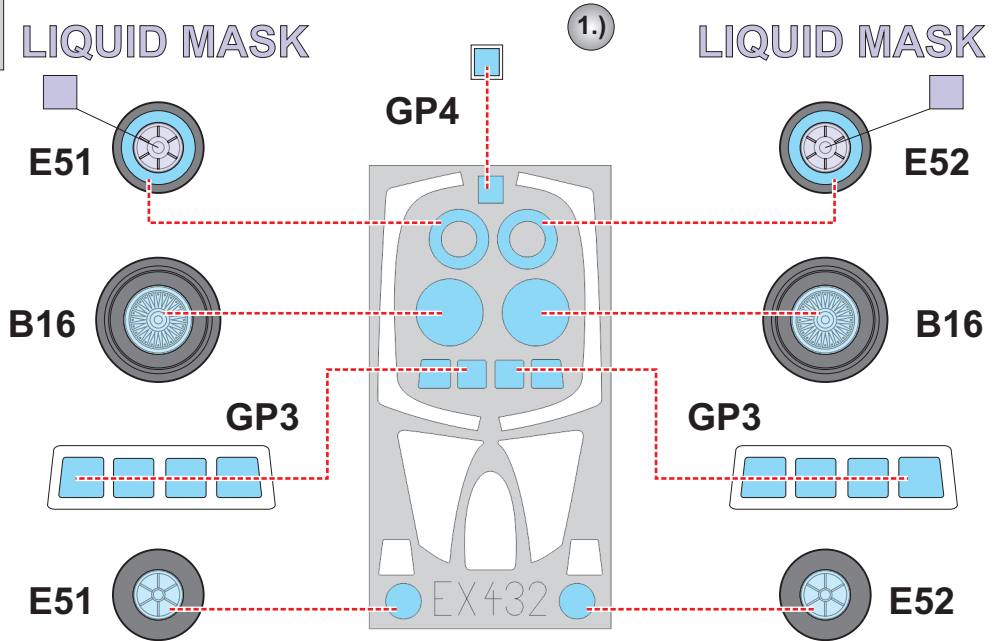 1.)
LIQUID MASK
LIQUID MASK
GP4
E51
E52
B16
B16
GP3
GP3
E51
EX432
E52